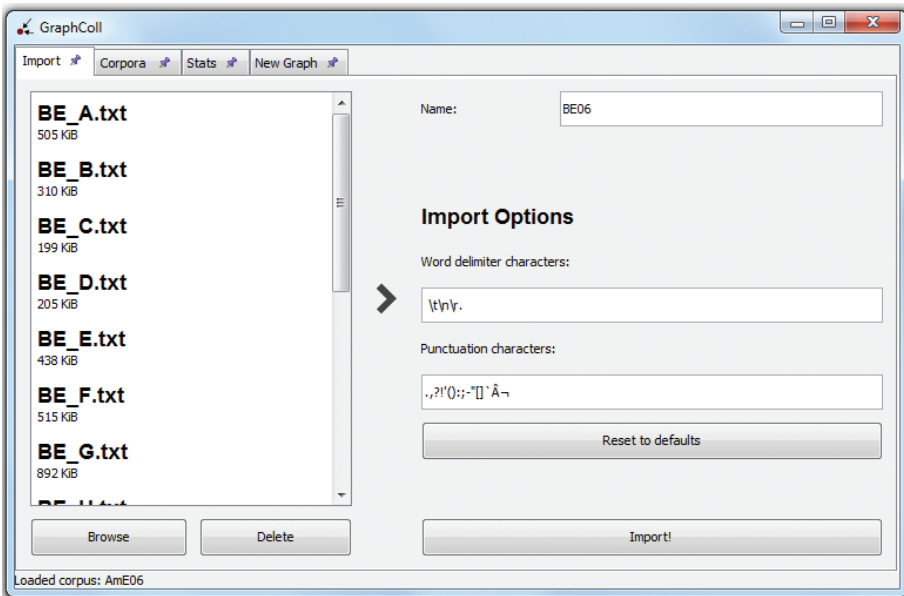 GraphColl
Import Corpora Stats New Graph
BE_A.txt
505 KiB
BE_B.txt
310 KiB
BE_C.txt
199 KiB
BE_D.txt
205 KiB
BE_E.txt
438 KiB
BE_F.txt
515 KiB
BE_G.txt
892 KiB
Browse Delete
Name: BE06
Import Options
Word delimiter characters:
\t\n\r.
Punctuation characters:
.,?!'():;-"[]`Â¬
Reset to defaults
Import!
Loaded corpus: AmE06